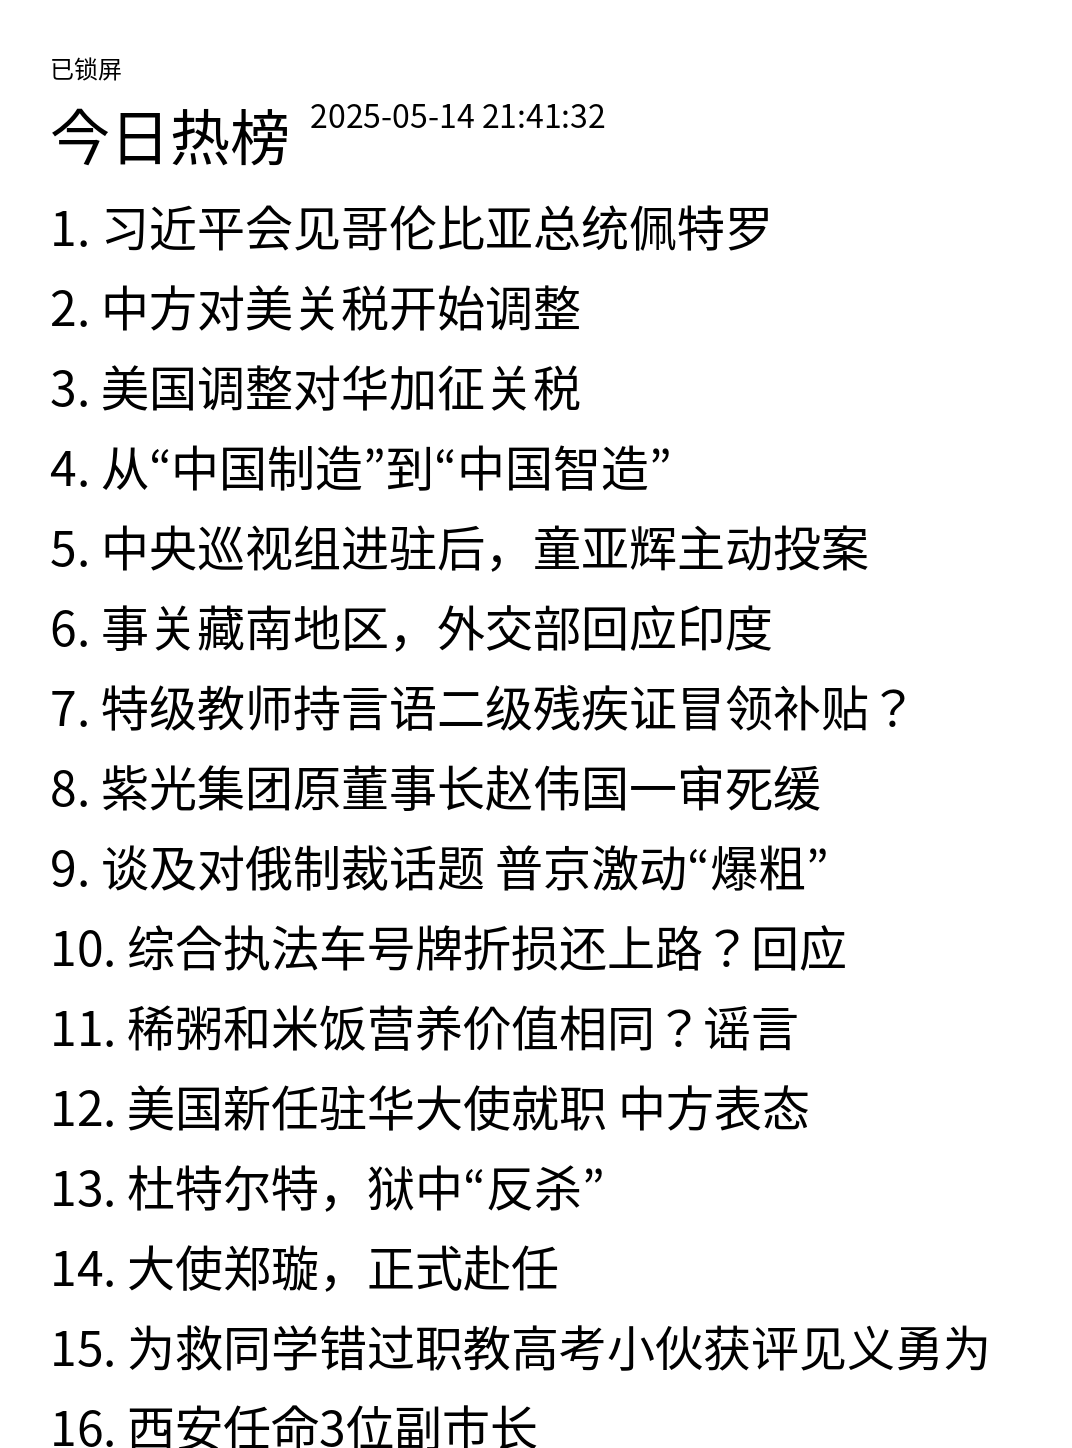 已锁屏
今日热榜 2025-05-14 21:41:32
1. 习近平会见哥伦比亚总统佩特罗
2. 中方对美关税开始调整
3. 美国调整对华加征关税
4. 从“中国制造”到“中国智造”
5. 中央巡视组进驻后，童亚辉主动投案
6. 事关藏南地区，外交部回应印度
7. 特级教师持言语二级残疾证冒领补贴？
8. 紫光集团原董事长赵伟国一审死缓
9. 谈及对俄制裁话题 普京激动“爆粗”
10. 综合执法车号牌折损还上路？回应
11. 稀粥和米饭营养价值相同？谣言
12. 美国新任驻华大使就职 中方表态
13. 杜特尔特，狱中“反杀”
14. 大使郑璇，正式赴任
15. 为救同学错过职教高考小伙获评见义勇为
16. 西安任命3位副市长